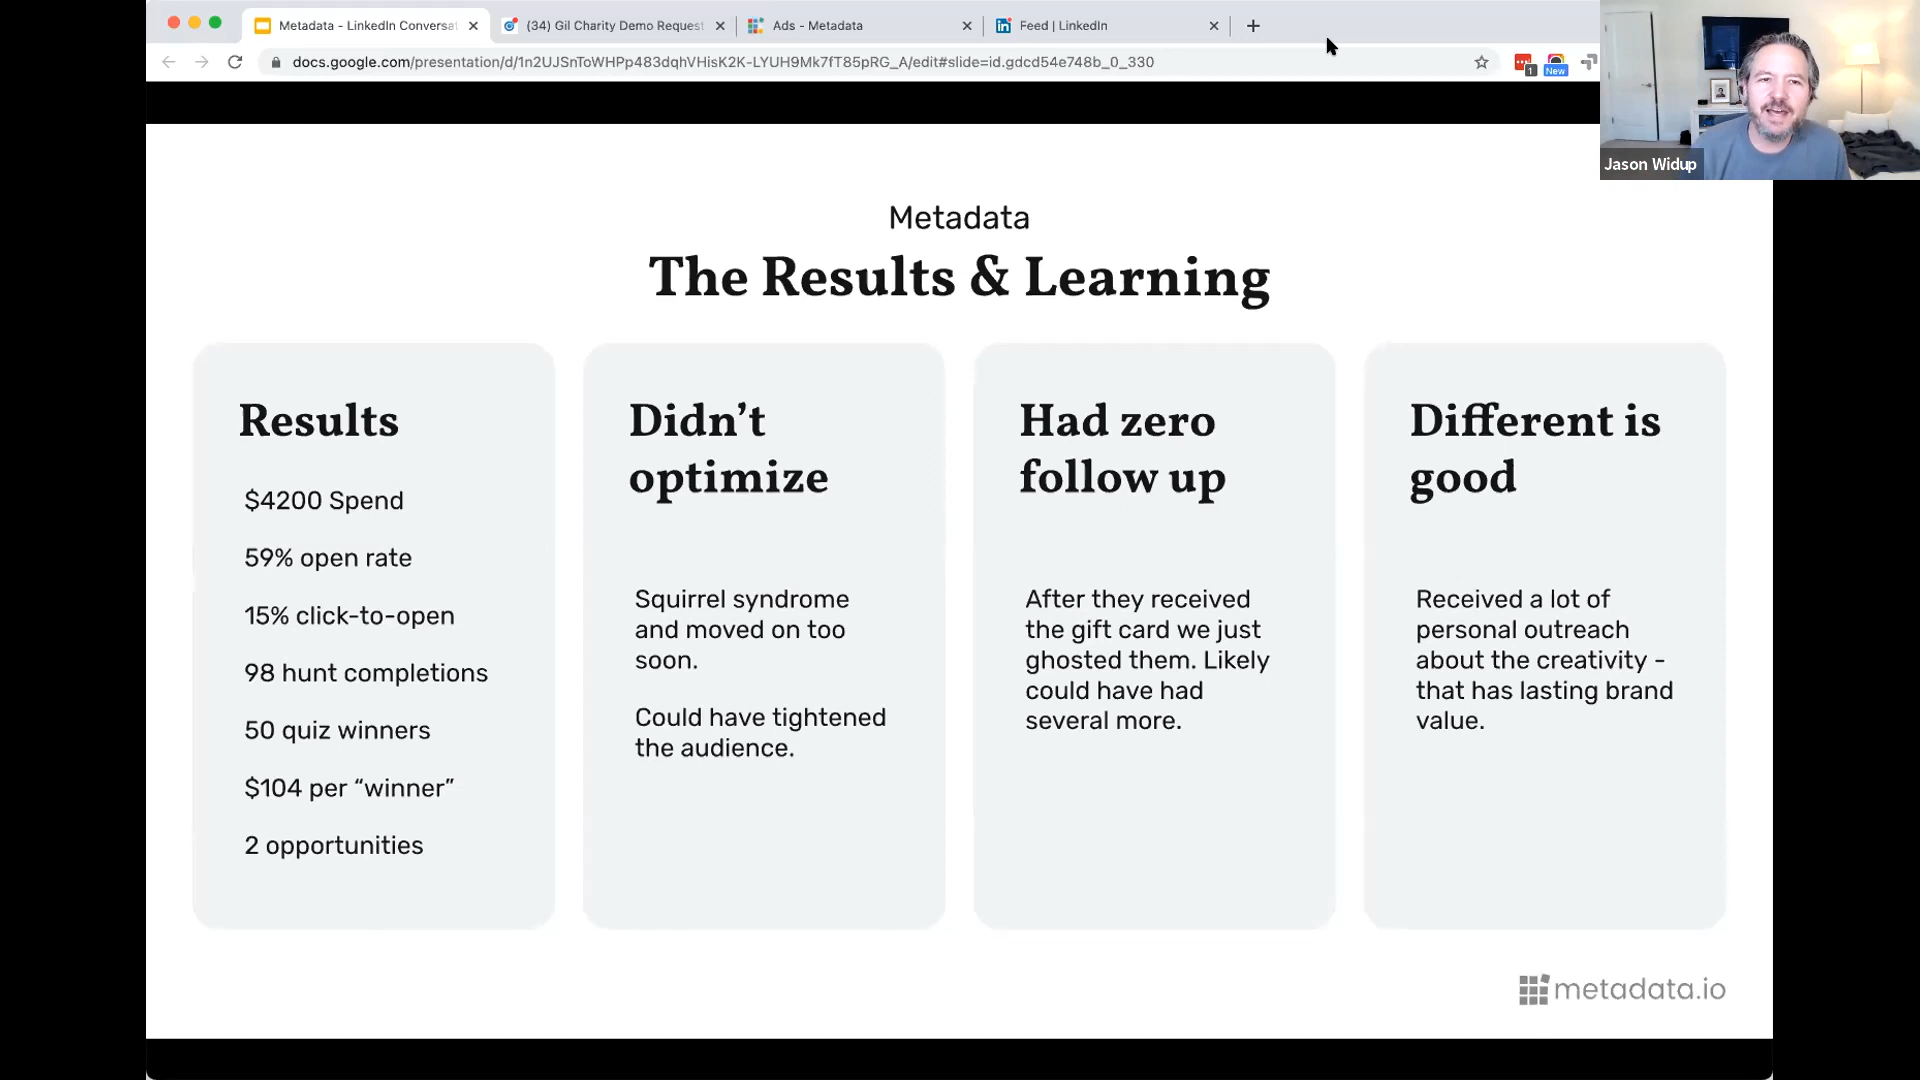 Metadata - LinkedIn Conversat
(34) Gil Charity Demo Request
Ads - Metadata
Feed | LinkedIn
docs.google.com/presentation/d/1n2UJSnToWHPp483dqhVHisK2K-LYUH9Mk7fT85pRG_A/edit#slide=id.gdcd54e748b_0_330
1
New
Jason Widup
Metadata
The Results & Learning
Results
$4200 Spend
59% open rate
15% click-to-open
98 hunt completions
50 quiz winners
$104 per “winner”
2 opportunities
Didn’t
optimize
Squirrel syndrome
and moved on too
soon.
Could have tightened
the audience.
Had zero
follow up
After they received
the gift card we just
ghosted them. Likely
could have had
several more.
Different is
good
Received a lot of
personal outreach
about the creativity -
that has lasting brand
value.
metadata.io